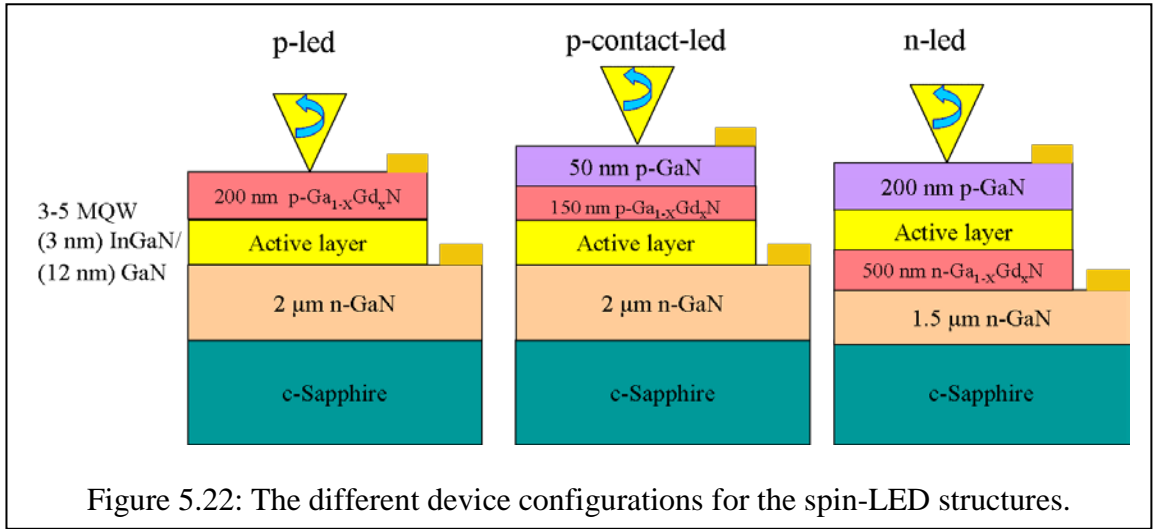 p-led
p-contact-led
n-led
3-5 MQW
(3 nm) InGaN/
(12 nm) GaN
200 nm p-Ga1-XGdxN
Active layer
2 μm n-GaN
c-Sapphire
50 nm p-GaN
150 nm p-Ga1-XGdxN
Active layer
2 μm n-GaN
c-Sapphire
200 nm p-GaN
Active layer
500 nm n-Ga1-XGdxN
1.5 μm n-GaN
c-Sapphire
Figure 5.22: The different device configurations for the spin-LED structures.